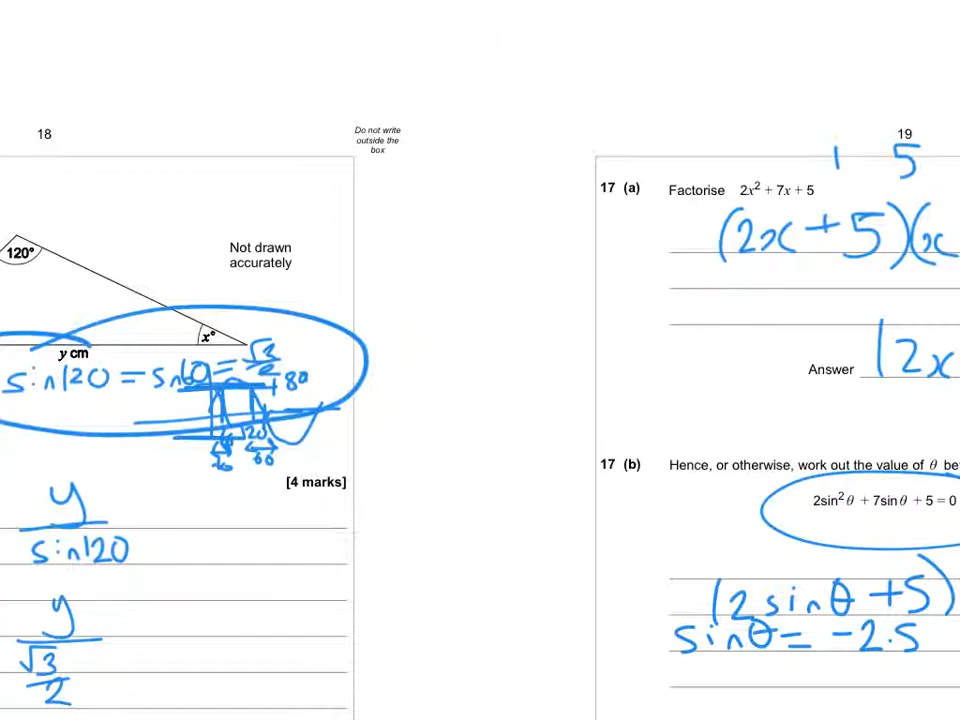 18
Do not write
outside the
box
120°
Not drawn
accurately
x°
y cm
sin120 = sin60 = √3/2
180
120
60
[4 marks]
y
sin120
y
√3
2
19
1 5
17 (a) Factorise 2x² + 7x + 5
(2x + 5)(x
Answer (2x
17 (b) Hence, or otherwise, work out the value of θ be
2sin²θ + 7sinθ + 5 = 0
(2sinθ + 5)
sinθ = -2.5